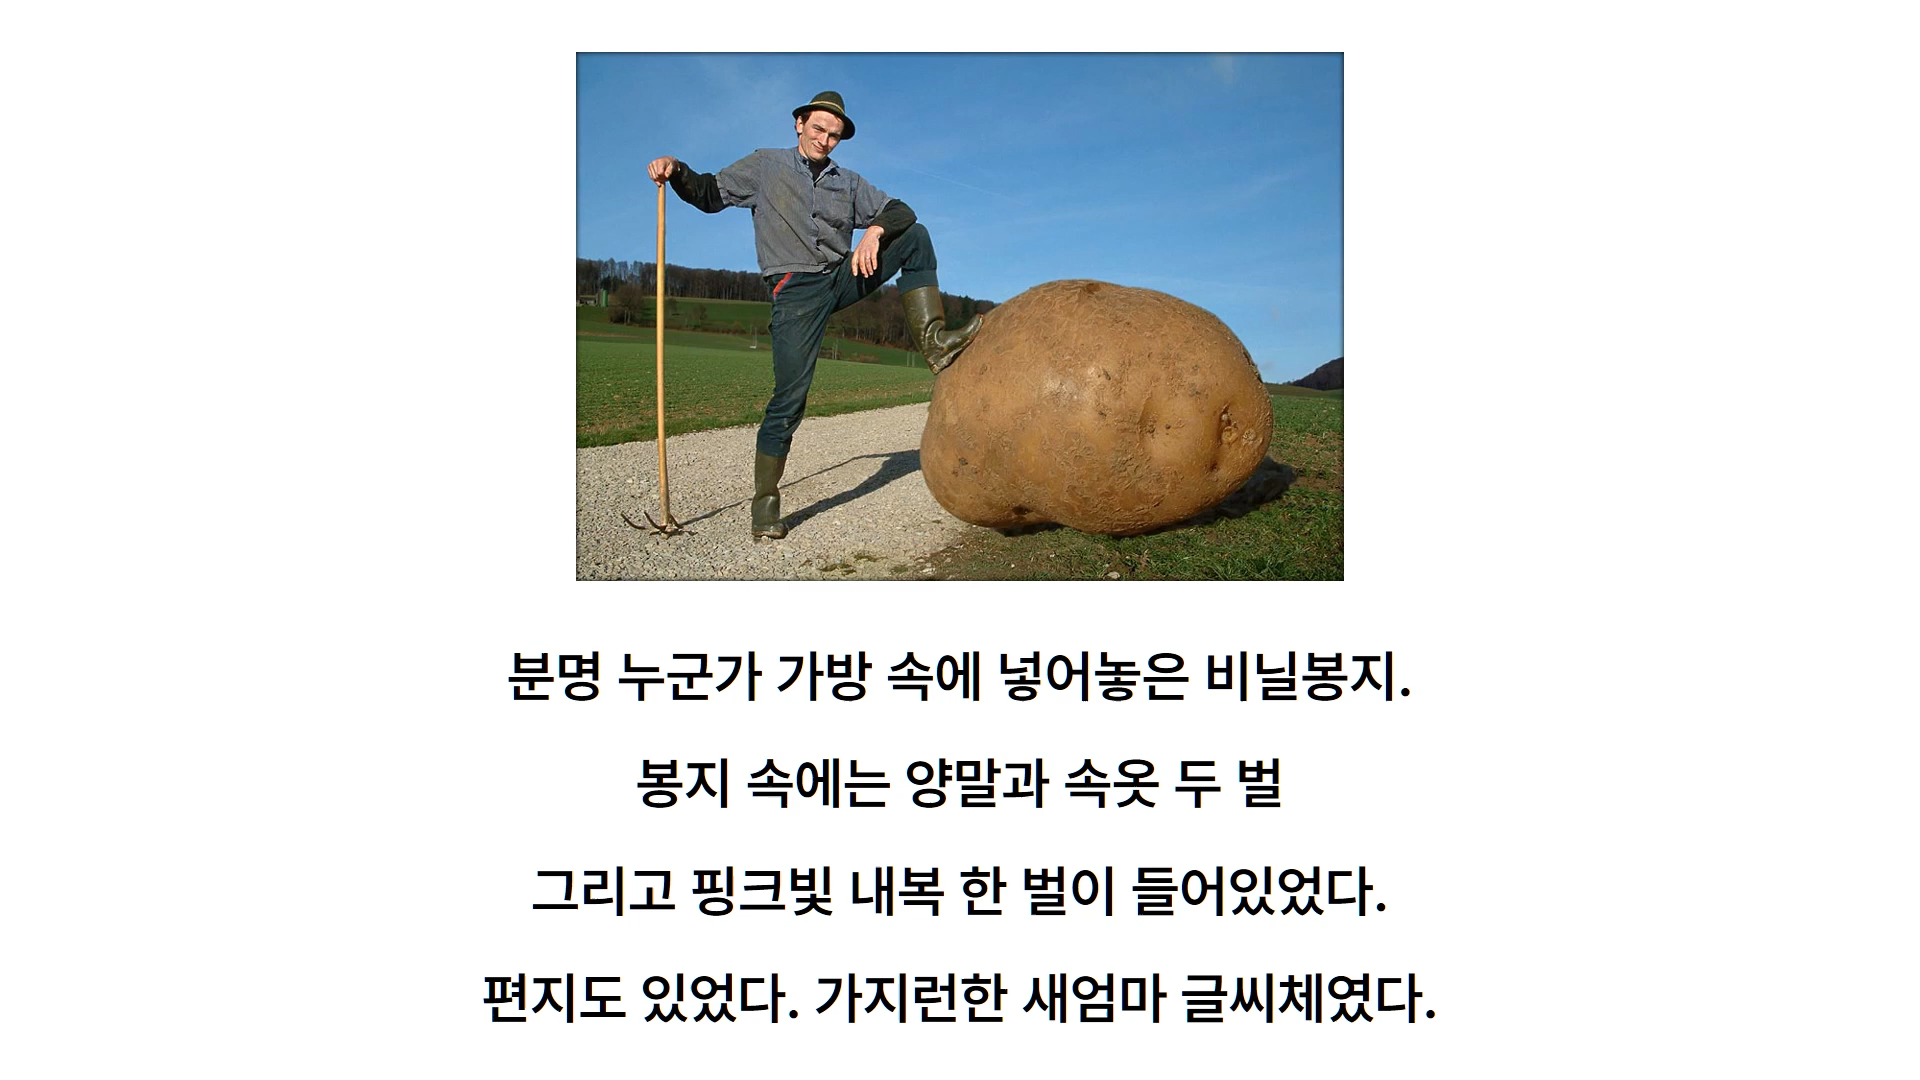 분명 누군가 가방 속에 넣어놓은 비닐봉지.
봉지 속에는 양말과 속옷 두 벌
그리고 핑크빛 내복 한 벌이 들어있었다.
편지도 있었다. 가지런한 새엄마 글씨체였다.